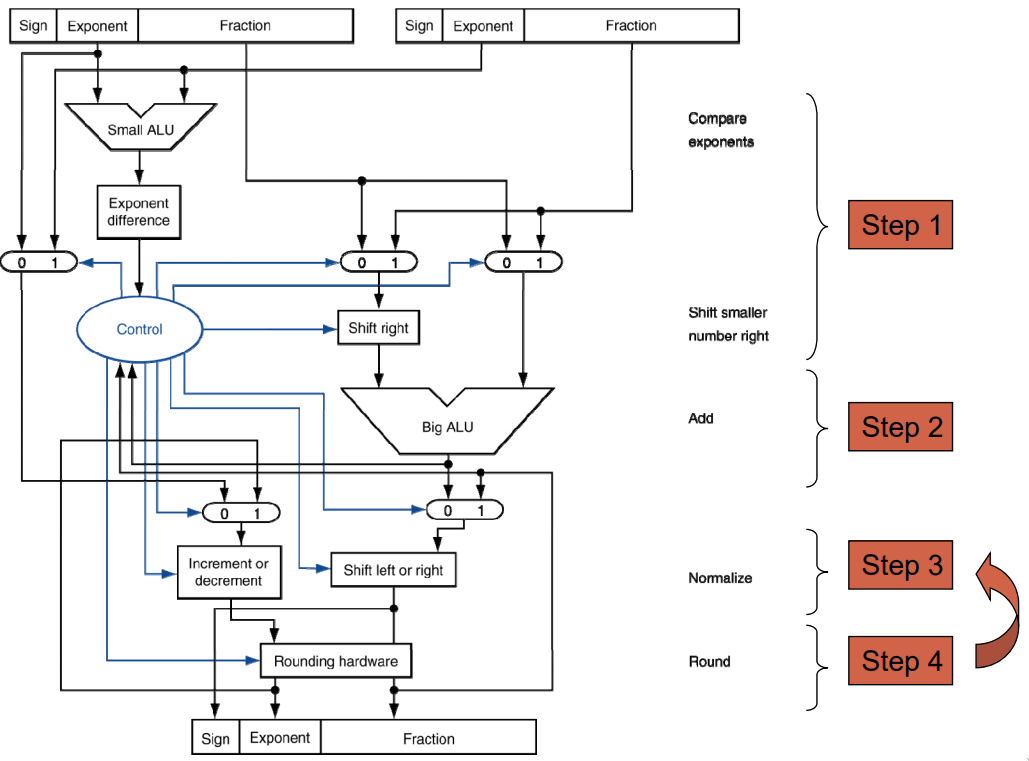 Sign Exponent Fraction
Sign Exponent Fraction
Small ALU
Compare
exponents
Exponent
difference
Step 1
0 1
0 1
0 1
Control
Shift right
Shift smaller
number right
Big ALU
Add
Step 2
0 1
0 1
Increment or
decrement
Shift left or right
Normalize
Step 3
Rounding hardware
Round
Step 4
Sign Exponent Fraction